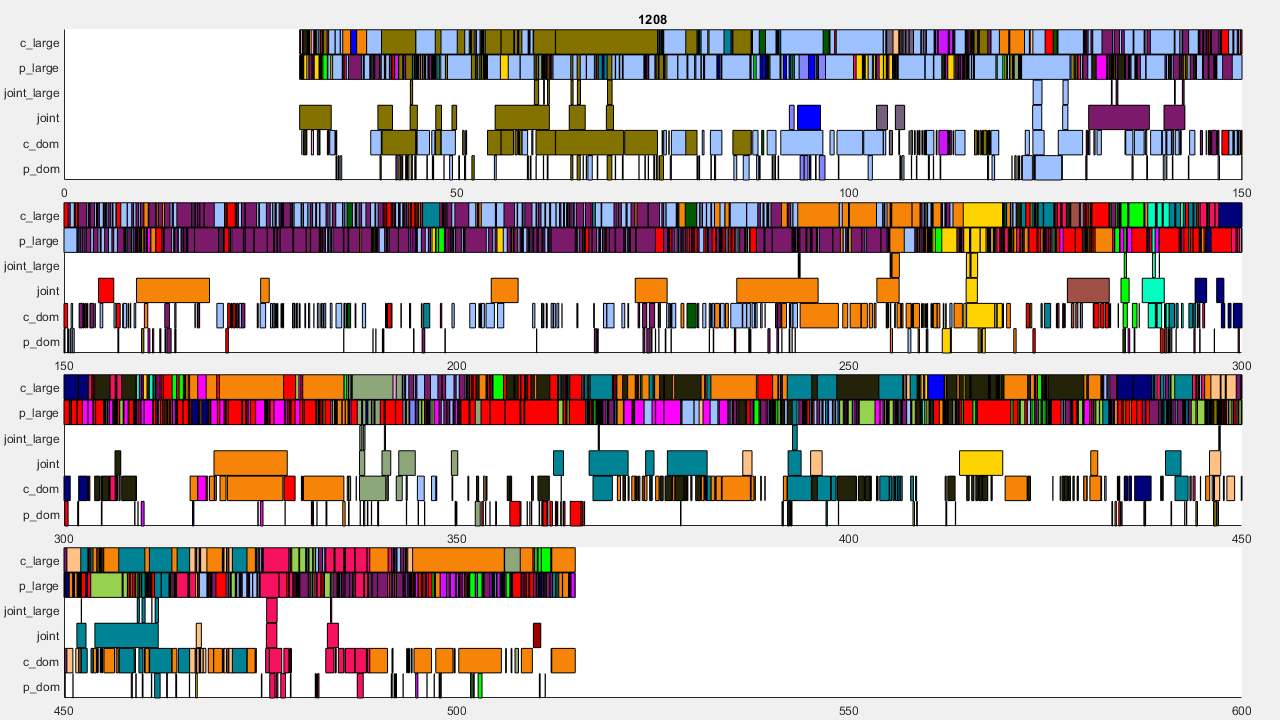 1208
c_large
p_large
joint_large
joint
c_dom
p_dom
0 50 100 150
c_large
p_large
joint_large
joint
c_dom
p_dom
150 200 250 300
c_large
p_large
joint_large
joint
c_dom
p_dom
300 350 400 450
c_large
p_large
joint_large
joint
c_dom
p_dom
450 500 550 600